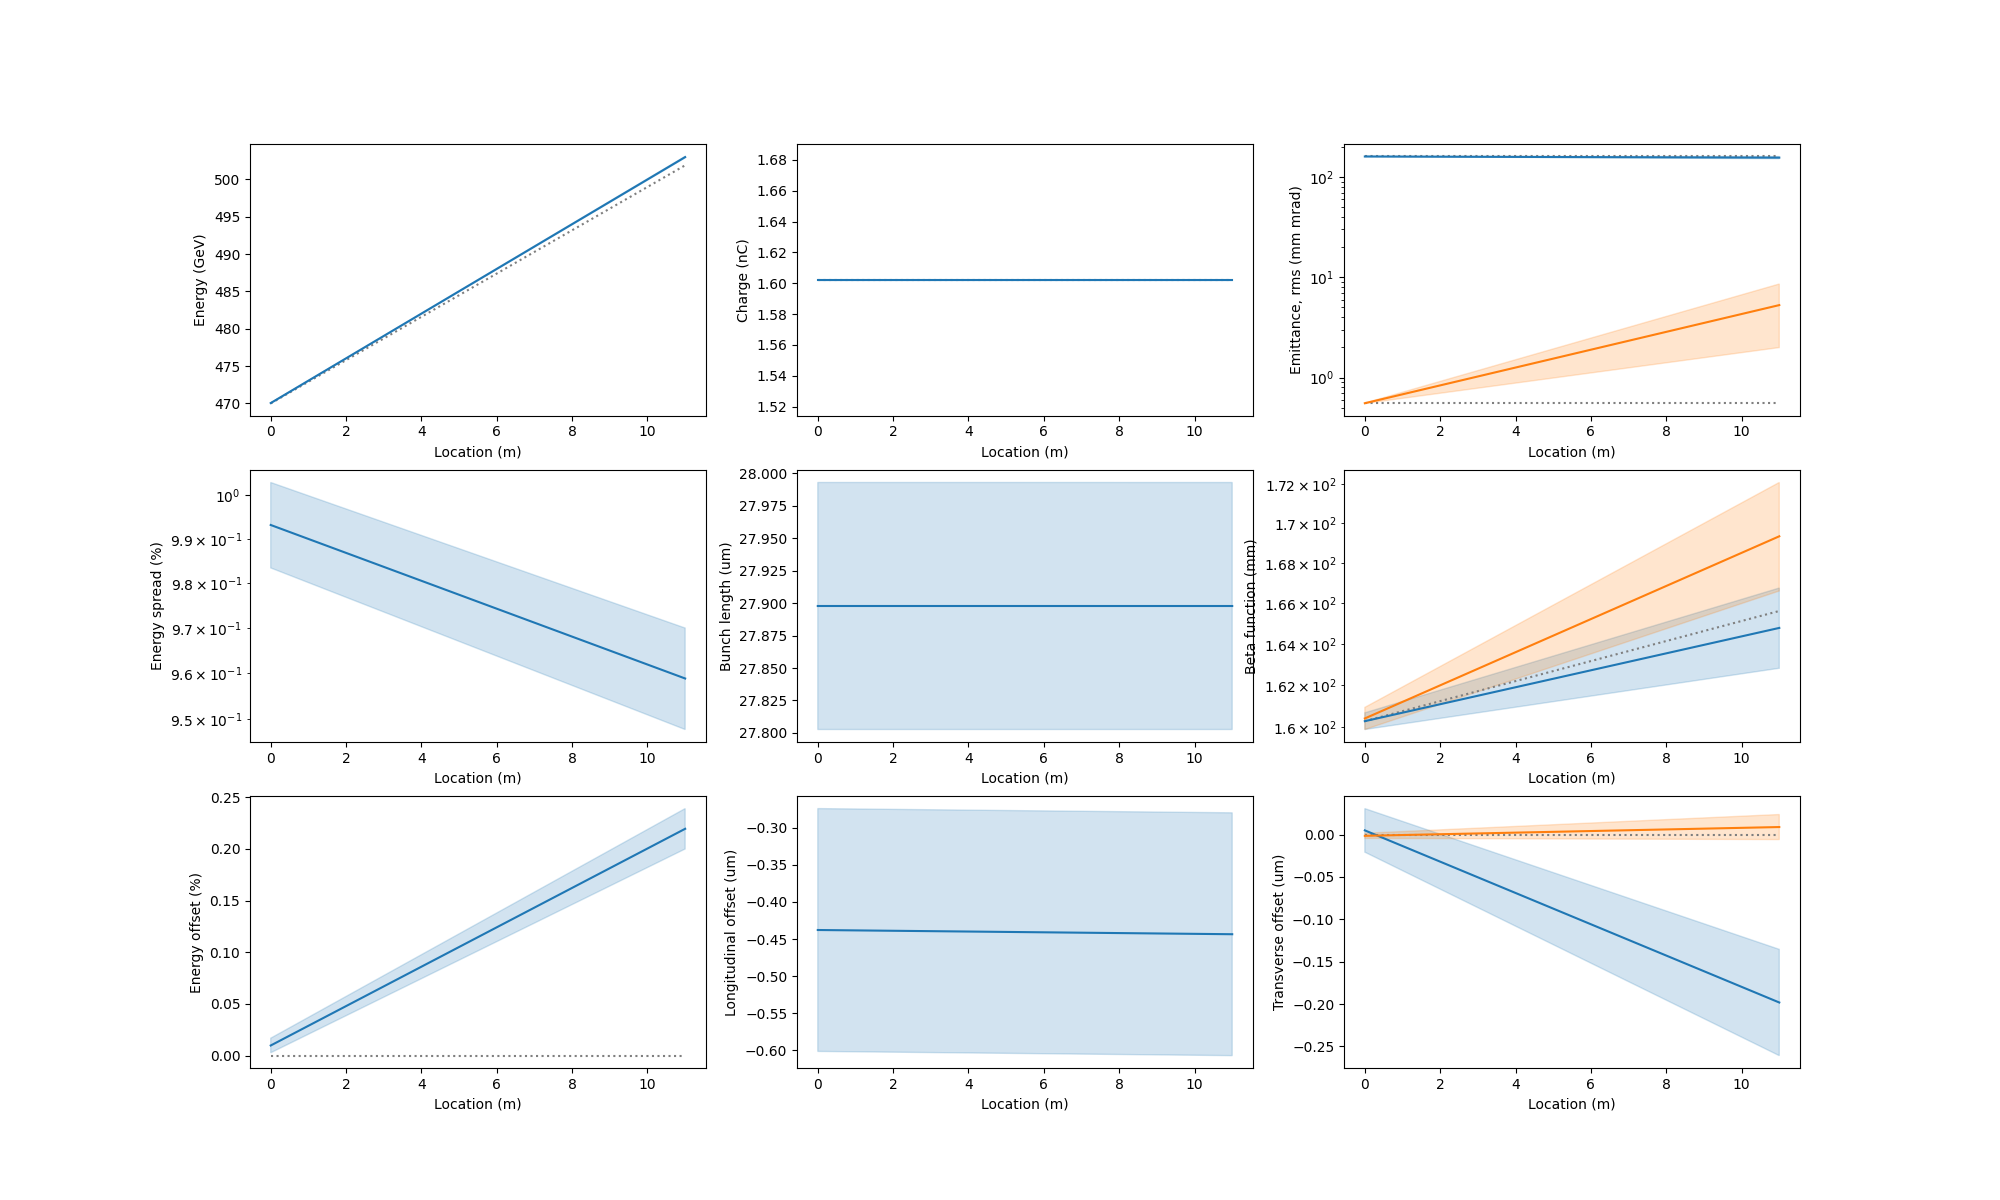 500
495
490
485
480
475
470
Energy (GeV)
0 2 4 6 8 10
Location (m)
1.68
1.66
1.64
1.62
1.60
1.58
1.56
1.54
1.52
Charge (nC)
0 2 4 6 8 10
Location (m)
10²
10¹
10⁰
Emittance, rms (mm mrad)
0 2 4 6 8 10
Location (m)
10⁰
9.9 × 10⁻¹
9.8 × 10⁻¹
9.7 × 10⁻¹
9.6 × 10⁻¹
9.5 × 10⁻¹
Energy spread (%)
0 2 4 6 8 10
Location (m)
28.000
27.975
27.950
27.925
27.900
27.875
27.850
27.825
27.800
Bunch length (um)
0 2 4 6 8 10
Location (m)
1.72 × 10²
1.7 × 10²
1.68 × 10²
1.66 × 10²
1.64 × 10²
1.62 × 10²
1.6 × 10²
Beta function (mm)
0 2 4 6 8 10
Location (m)
0.25
0.20
0.15
0.10
0.05
0.00
Energy offset (%)
0 2 4 6 8 10
Location (m)
−0.30
−0.35
−0.40
−0.45
−0.50
−0.55
−0.60
Longitudinal offset (um)
0 2 4 6 8 10
Location (m)
0.00
−0.05
−0.10
−0.15
−0.20
−0.25
Transverse offset (um)
0 2 4 6 8 10
Location (m)